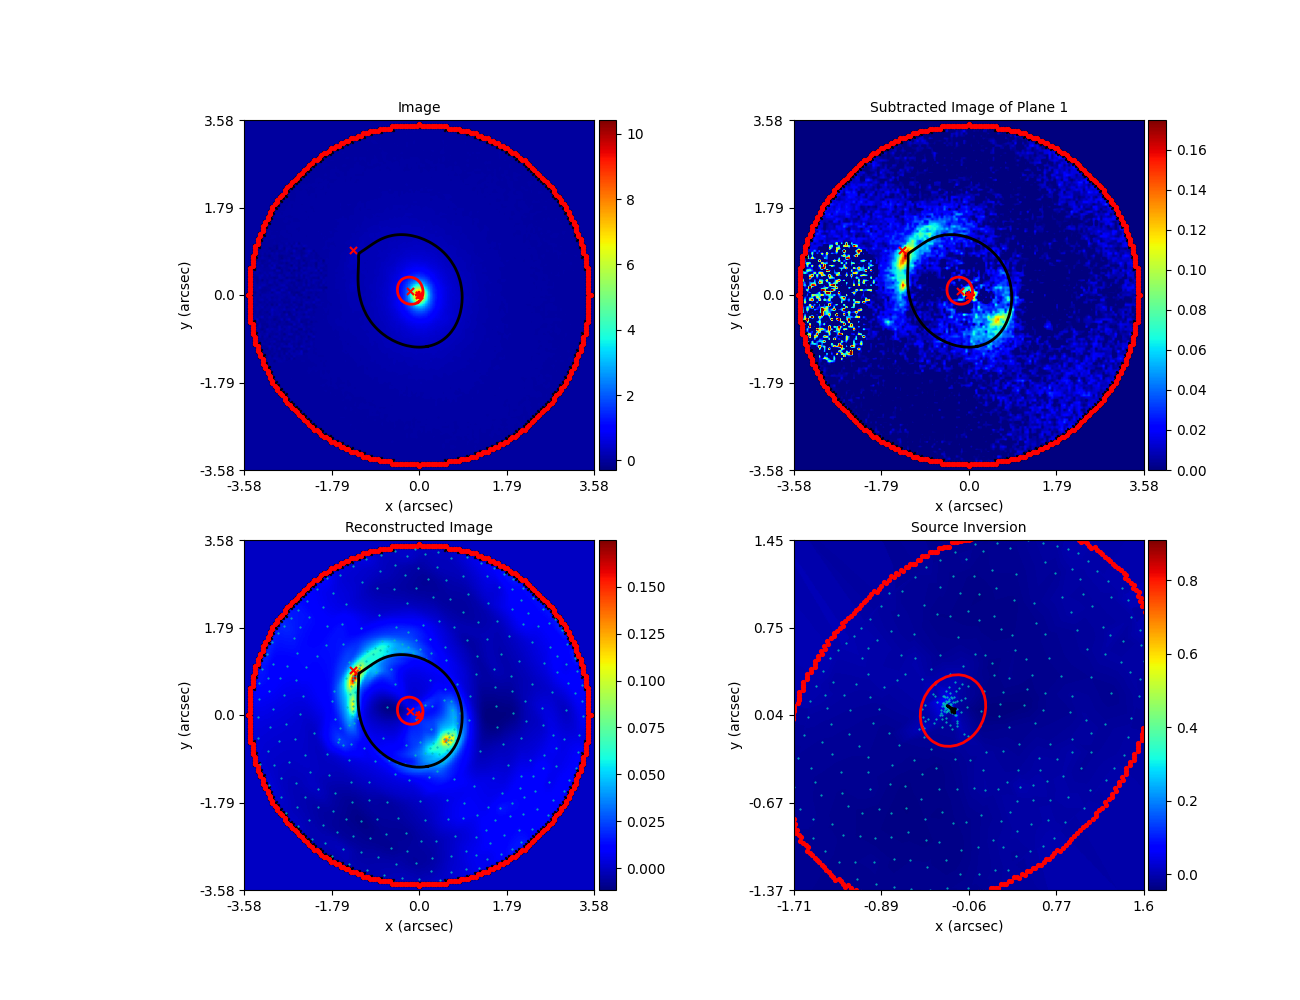 Image
3.58
1.79
0.0
-1.79
-3.58
y (arcsec)
-3.58 -1.79 0.0 1.79 3.58
x (arcsec)
10
8
6
4
2
0
Subtracted Image of Plane 1
3.58
1.79
0.0
-1.79
-3.58
y (arcsec)
-3.58 -1.79 0.0 1.79 3.58
x (arcsec)
0.16
0.14
0.12
0.10
0.08
0.06
0.04
0.02
0.00
Reconstructed Image
3.58
1.79
0.0
-1.79
-3.58
y (arcsec)
-3.58 -1.79 0.0 1.79 3.58
x (arcsec)
0.150
0.125
0.100
0.075
0.050
0.025
0.000
Source Inversion
1.45
0.75
0.04
-0.67
-1.37
y (arcsec)
-1.71 -0.89 -0.06 0.77 1.6
x (arcsec)
0.8
0.6
0.4
0.2
0.0